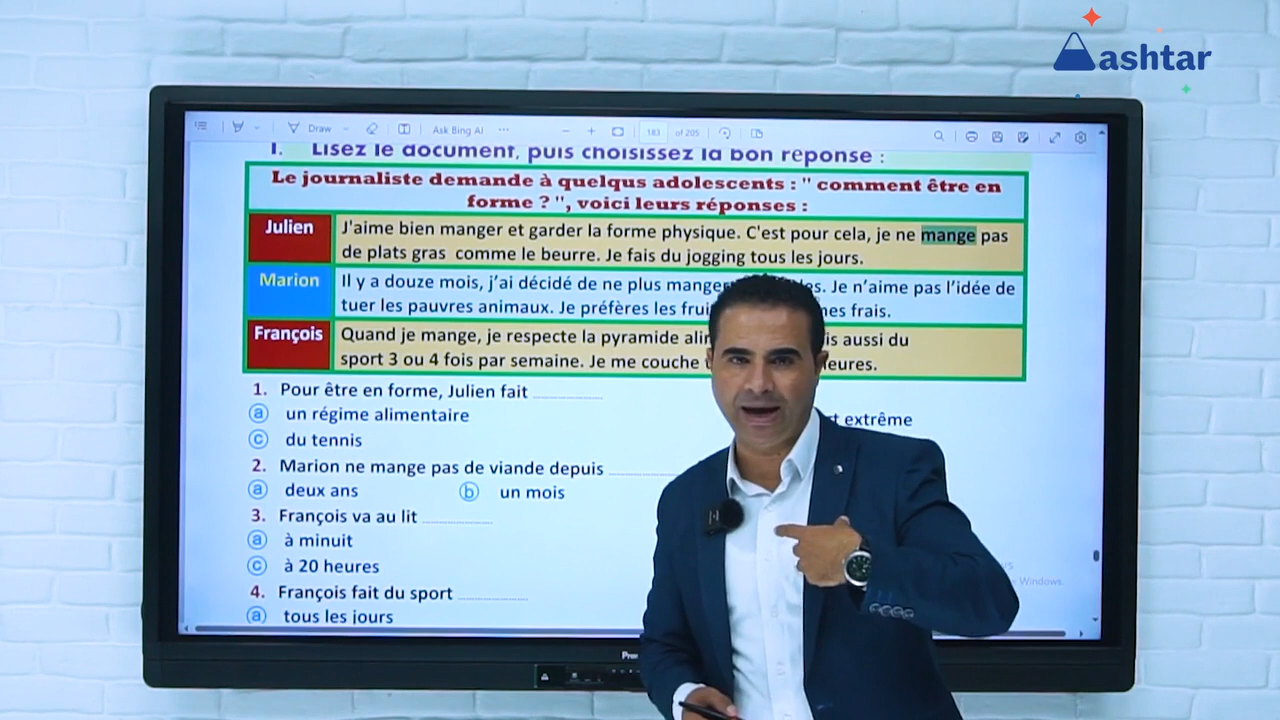 ashtar
Draw
Ask Bing AI
183 of 205
I. Lisez le document, puis choisissez la bon reponse :
Le journaliste demande à quelqus adolescents : " comment être en
forme ? ", voici leurs réponses :
Julien
J'aime bien manger et garder la forme physique. C'est pour cela, je ne mange pas
de plats gras comme le beurre. Je fais du jogging tous les jours.
Marion
Il y a douze mois, j'ai décidé de ne plus manger es. Je n'aime pas l'idée de
tuer les pauvres animaux. Je préfères les frui es frais.
François
Quand je mange, je respecte la pyramide alim is aussi du
sport 3 ou 4 fois par semaine. Je me couche eures.
1. Pour être en forme, Julien fait
a un régime alimentaire
extrême
c du tennis
2. Marion ne mange pas de viande depuis
a deux ans b un mois
3. François va au lit
a à minuit
c à 20 heures
4. François fait du sport
a tous les jours
Windows.